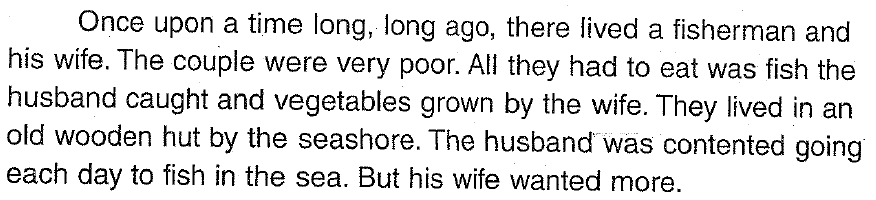 Once upon a time long, long ago, there lived a fisherman and
his wife. The couple were very poor. All they had to eat was fish the
husband caught and vegetables grown by the wife. They lived in an
old wooden hut by the seashore. The husband was contented going
each day to fish in the sea. But his wife wanted more.